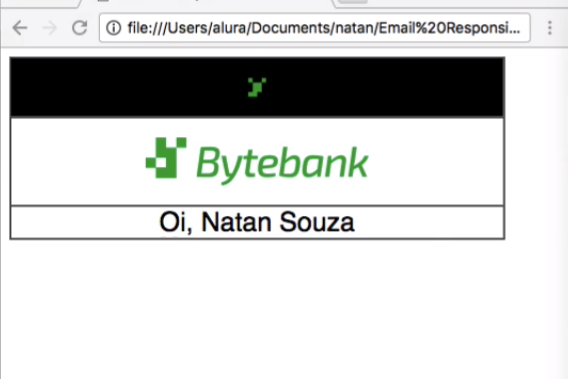 file:///Users/alura/Documents/natan/Email%20Responsi...
Bytebank
Oi, Natan Souza